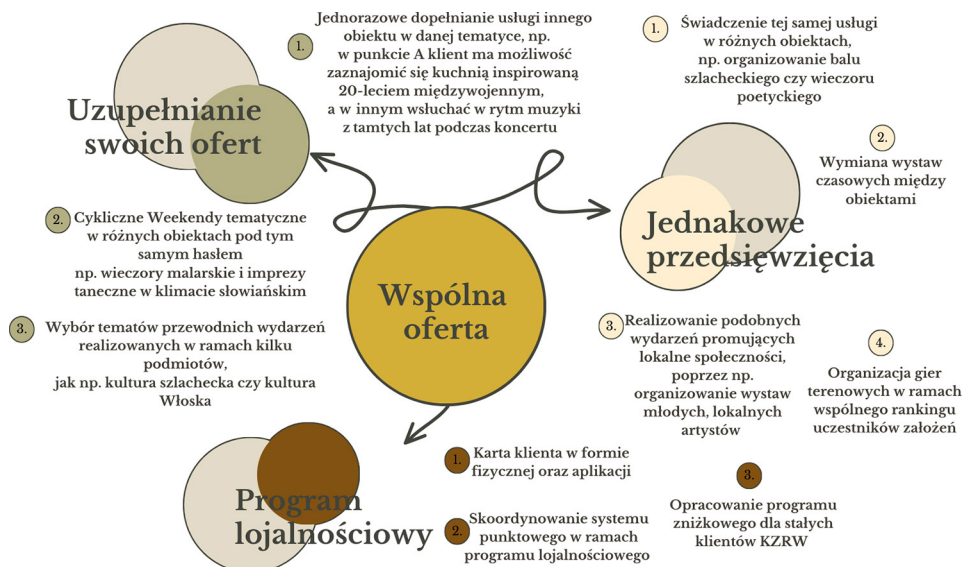 Uzupełnianie
swoich ofert
1.
Jednorazowe dopełnianie usługi innego
obiektu w danej tematyce, np.
w punkcie A klient ma możliwość
zaznajomić się kuchnią inspirowaną
20-leciem międzywojennym,
a w innym wsłuchać w rytm muzyki
z tamtych lat podczas koncertu
2.
Cykliczne Weekendy tematyczne
w różnych obiektach pod tym
samym hasłem
np. wieczory malarskie i imprezy
taneczne w klimacie słowiańskim
3.
Wybór tematów przewodnich wydarzeń
realizowanych w ramach kilku
podmiotów,
jak np. kultura szlachecka czy kultura
Włoska
Wspólna
oferta
Jednakowe
przedsięwzięcia
1.
Świadczenie tej samej usługi
w różnych obiektach,
np. organizowanie balu
szlacheckiego czy wieczoru
poetyckiego
2.
Wymiana wystaw
czasowych między
obiektami
3.
Realizowanie podobnych
wydarzeń promujących
lokalne społeczności,
poprzez np.
organizowanie wystaw
młodych, lokalnych
artystów
4.
Organizacja gier
terenowych w ramach
wspólnego rankingu
uczestników założeń
Program
lojalnościowy
1.
Karta klienta w formie
fizycznej oraz aplikacji
2.
Skoordynowanie systemu
punktowego w ramach
programu lojalnościowego
3.
Opracowanie programu
zniżkowego dla stałych
klientów KZRW